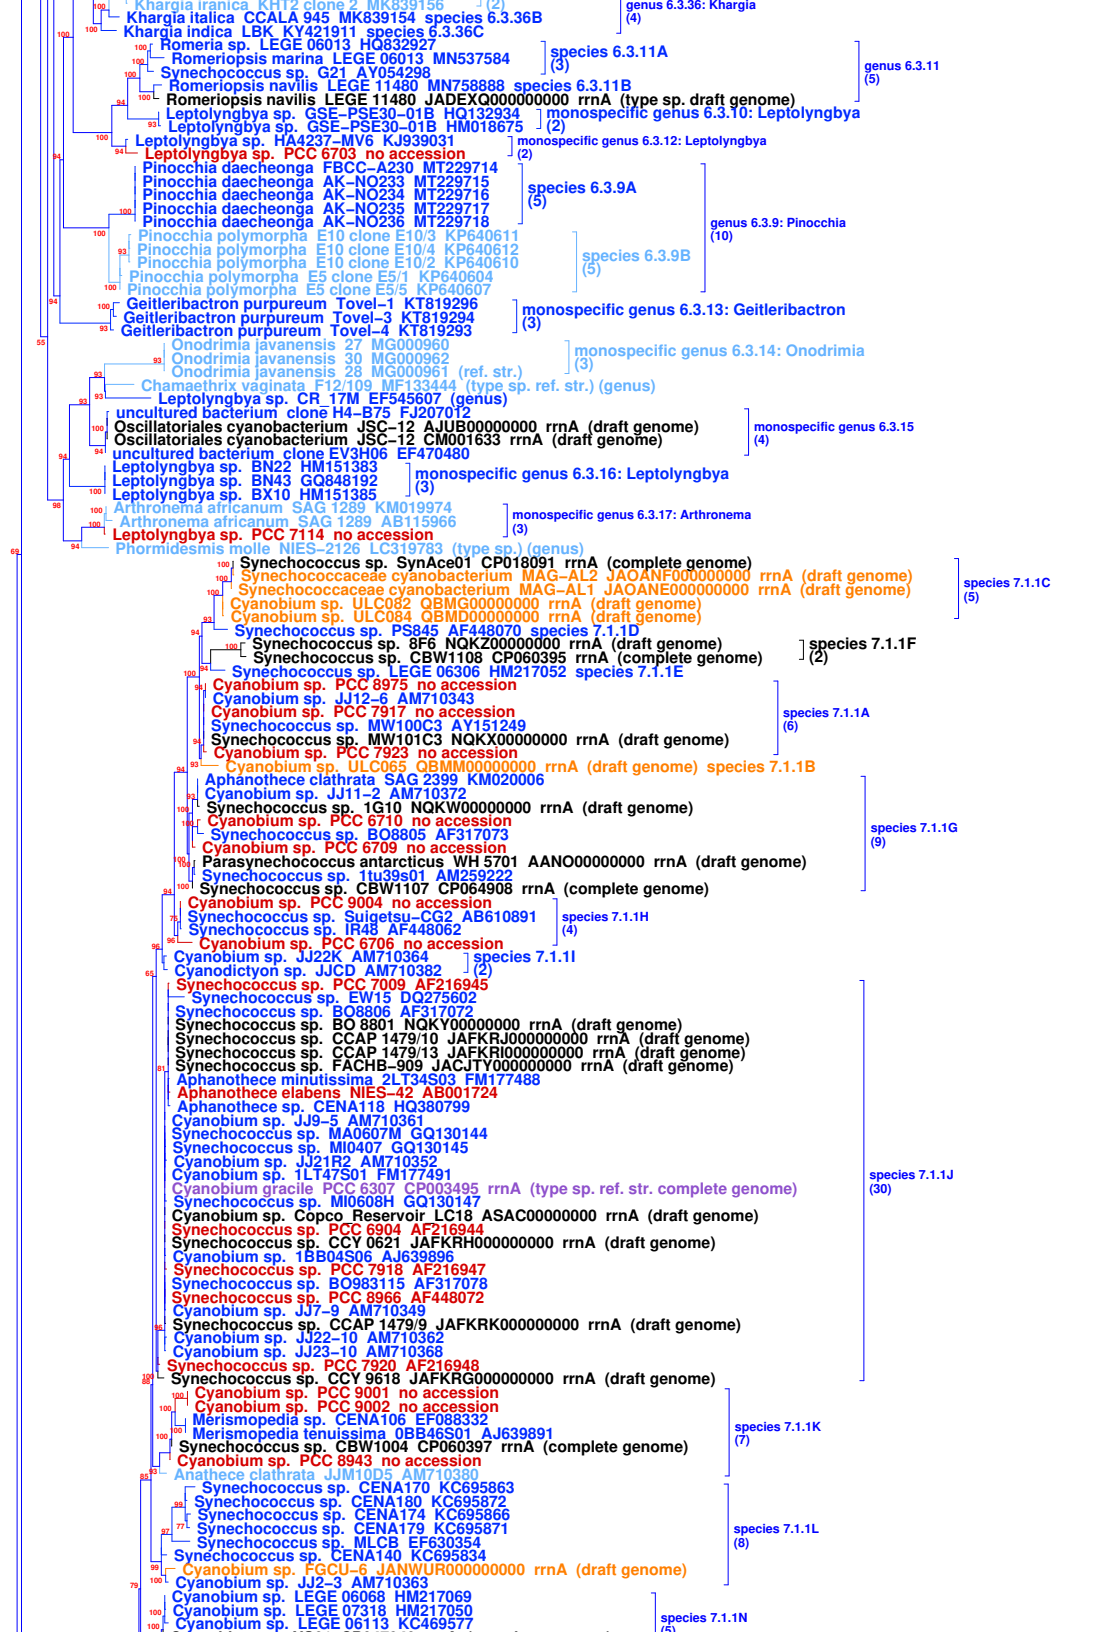 Khargia iranica KHT2 clone 2 MK839156 (2)
genus 6.3.36: Khargia
(4)
Khargia italica CCALA 945 MK839154 species 6.3.36B
Khargia indica LBK KY421911 species 6.3.36C
Romeria sp. LEGE 06013 HQ832927
Romeriopsis marina LEGE 06013 MN537584
Synechococcus sp. G21 AY054298
species 6.3.11A
(3)
Romeriopsis navilis LEGE 11480 MN758888 species 6.3.11B
Romeriopsis navilis LEGE 11480 JADEXQ000000000 rrnA (type sp. draft genome)
genus 6.3.11
(5)
Leptolyngbya sp. GSE-PSE30-01B HQ132934
Leptolyngbya sp. GSE-PSE30-01B HM018675
monospecific genus 6.3.10: Leptolyngbya
(2)
Leptolyngbya sp. HA4237-MV6 KJ939031
Leptolyngbya sp. PCC 6703 no accession
monospecific genus 6.3.12: Leptolyngbya
(2)
Pinocchia daecheonga FBCC-A230 MT229714
Pinocchia daecheonga AK-NO233 MT229715
Pinocchia daecheonga AK-NO234 MT229716
Pinocchia daecheonga AK-NO235 MT229717
Pinocchia daecheonga AK-NO236 MT229718
species 6.3.9A
(5)
Pinocchia polymorpha E10 clone E10/3 KP640611
Pinocchia polymorpha E10 clone E10/4 KP640612
Pinocchia polymorpha E10 clone E10/2 KP640610
Pinocchia polymorpha E5 clone E5/1 KP640604
Pinocchia polymorpha E5 clone E5/5 KP640607
species 6.3.9B
(5)
genus 6.3.9: Pinocchia
(10)
Geitleribactron purpureum Tovel-1 KT819296
Geitleribactron purpureum Tovel-3 KT819294
Geitleribactron purpureum Tovel-4 KT819293
monospecific genus 6.3.13: Geitleribactron
(3)
Onodrimia javanensis 27 MG000960
Onodrimia javanensis 30 MG000962
Onodrimia javanensis 28 MG000961 (ref. str.)
monospecific genus 6.3.14: Onodrimia
(3)
Chamaethrix vaginata F12/109 MF133444 (type sp. ref. str.) (genus)
Leptolyngbya sp. CR_17M EF545607 (genus)
uncultured bacterium clone H4-B75 FJ207012
Oscillatoriales cyanobacterium JSC-12 AJUB00000000 rrnA (draft genome)
Oscillatoriales cyanobacterium JSC-12 CM001633 rrnA (draft genome)
uncultured bacterium clone EV3H06 EF470480
monospecific genus 6.3.15
(4)
Leptolyngbya sp. BN22 HM151383
Leptolyngbya sp. BN43 GQ848192
Leptolyngbya sp. BX10 HM151385
monospecific genus 6.3.16: Leptolyngbya
(3)
Arthronema africanum SAG 1289 KM019974
Arthronema africanum SAG 1289 AB115966
Leptolyngbya sp. PCC 7114 no accession
monospecific genus 6.3.17: Arthronema
(3)
Phormidesmis molle NIES-2126 LC319783 (type sp.) (genus)
Synechococcus sp. SynAce01 CP018091 rrnA (complete genome)
Synechococcaceae cyanobacterium MAG-AL2 JAOANF000000000 rrnA (draft genome)
Synechococcaceae cyanobacterium MAG-AL1 JAOANE000000000 rrnA (draft genome)
Cyanobium sp. ULC082 QBMG00000000 rrnA (draft genome)
Cyanobium sp. ULC084 QBMD00000000 rrnA (draft genome)
species 7.1.1C
(5)
Synechococcus sp. PS845 AF448070 species 7.1.1D
Synechococcus sp. 8F6 NQKZ00000000 rrnA (draft genome)
Synechococcus sp. CBW1108 CP060395 rrnA (complete genome)
species 7.1.1F
(2)
Synechococcus sp. LEGE 06306 HM217052 species 7.1.1E
Cyanobium sp. PCC 8975 no accession
Cyanobium sp. JJ12-6 AM710343
Cyanobium sp. PCC 7917 no accession
Synechococcus sp. MW100C3 AY151249
Synechococcus sp. MW101C3 NQKX00000000 rrnA (draft genome)
Cyanobium sp. PCC 7923 no accession
species 7.1.1A
(6)
Cyanobium sp. ULC065 QBMM00000000 rrnA (draft genome) species 7.1.1B
Aphanothece clathrata SAG 2399 KM020006
Cyanobium sp. JJ11-2 AM710372
Synechococcus sp. 1G10 NQKW00000000 rrnA (draft genome)
Cyanobium sp. PCC 6710 no accession
Synechococcus sp. BO8805 AF317073
Cyanobium sp. PCC 6709 no accession
Parasynechococcus antarcticus WH 5701 AANO00000000 rrnA (draft genome)
Synechococcus sp. 1tu39s01 AM259222
Synechococcus sp. CBW1107 CP064908 rrnA (complete genome)
species 7.1.1G
(9)
Cyanobium sp. PCC 9004 no accession
Synechococcus sp. Suigetsu-CG2 AB610891
Synechococcus sp. IR48 AF448062
Cyanobium sp. PCC 6706 no accession
species 7.1.1H
(4)
Cyanobium sp. JJ22K AM710364
Cyanodictyon sp. JJCD AM710382
species 7.1.1I
(2)
Synechococcus sp. PCC 7009 AF216945
Synechococcus sp. EW15 DQ275602
Synechococcus sp. BO8806 AF317072
Synechococcus sp. BO 8801 NQKY00000000 rrnA (draft genome)
Synechococcus sp. CCAP 1479/10 JAFKRJ000000000 rrnA (draft genome)
Synechococcus sp. CCAP 1479/13 JAFKRI000000000 rrnA (draft genome)
Synechococcus sp. FACHB-909 JACJTY000000000 rrnA (draft genome)
Aphanothece minutissima 2LT34S03 FM177488
Aphanothece elabens NIES-42 AB001724
Aphanothece sp. CENA118 HQ380799
Cyanobium sp. JJ9-5 AM710361
Synechococcus sp. MA0607M GQ130144
Synechococcus sp. MI0407 GQ130145
Cyanobium sp. JJ21R2 AM710352
Cyanobium sp. 1LT47S01 FM177491
Cyanobium gracile PCC 6307 CP003495 rrnA (type sp. ref. str. complete genome)
Synechococcus sp. MI0608H GQ130147
Cyanobium sp. Copco_Reservoir_LC18 ASAC00000000 rrnA (draft genome)
Synechococcus sp. PCC 6904 AF216944
Synechococcus sp. CCY 0621 JAFKRH000000000 rrnA (draft genome)
Cyanobium sp. 1BB04S06 AJ639896
Synechococcus sp. PCC 7918 AF216947
Synechococcus sp. BO983115 AF317078
Synechococcus sp. PCC 8966 AF448072
Cyanobium sp. JJ7-9 AM710349
Synechococcus sp. CCAP 1479/9 JAFKRK000000000 rrnA (draft genome)
Cyanobium sp. JJ22-10 AM710362
Cyanobium sp. JJ23-10 AM710368
Synechococcus sp. PCC 7920 AF216948
Synechococcus sp. CCY 9618 JAFKRG000000000 rrnA (draft genome)
species 7.1.1J
(30)
Cyanobium sp. PCC 9001 no accession
Cyanobium sp. PCC 9002 no accession
Merismopedia sp. CENA106 EF088332
Merismopedia tenuissima 0BB46S01 AJ639891
Synechococcus sp. CBW1004 CP060397 rrnA (complete genome)
Cyanobium sp. PCC 8943 no accession
Anathece clathrata JJM10D5 AM710380
species 7.1.1K
(7)
Synechococcus sp. CENA170 KC695863
Synechococcus sp. CENA180 KC695872
Synechococcus sp. CENA174 KC695866
Synechococcus sp. CENA179 KC695871
Synechococcus sp. MLCB EF630354
Synechococcus sp. CENA140 KC695834
Cyanobium sp. FGCU-6 JANWUR000000000 rrnA (draft genome)
Cyanobium sp. JJ2-3 AM710363
species 7.1.1L
(8)
Cyanobium sp. LEGE 06068 HM217069
Cyanobium sp. LEGE 07318 HM217050
Cyanobium sp. LEGE 06113 KC469577
species 7.1.1N
(5)